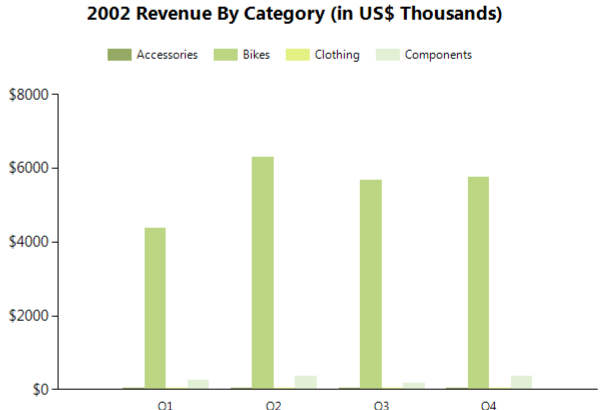 2002 Revenue By Category (in US$ Thousands)
Accessories Bikes Clothing Components
$8000
$6000
$4000
$2000
$0
Q1 Q2 Q3 Q4